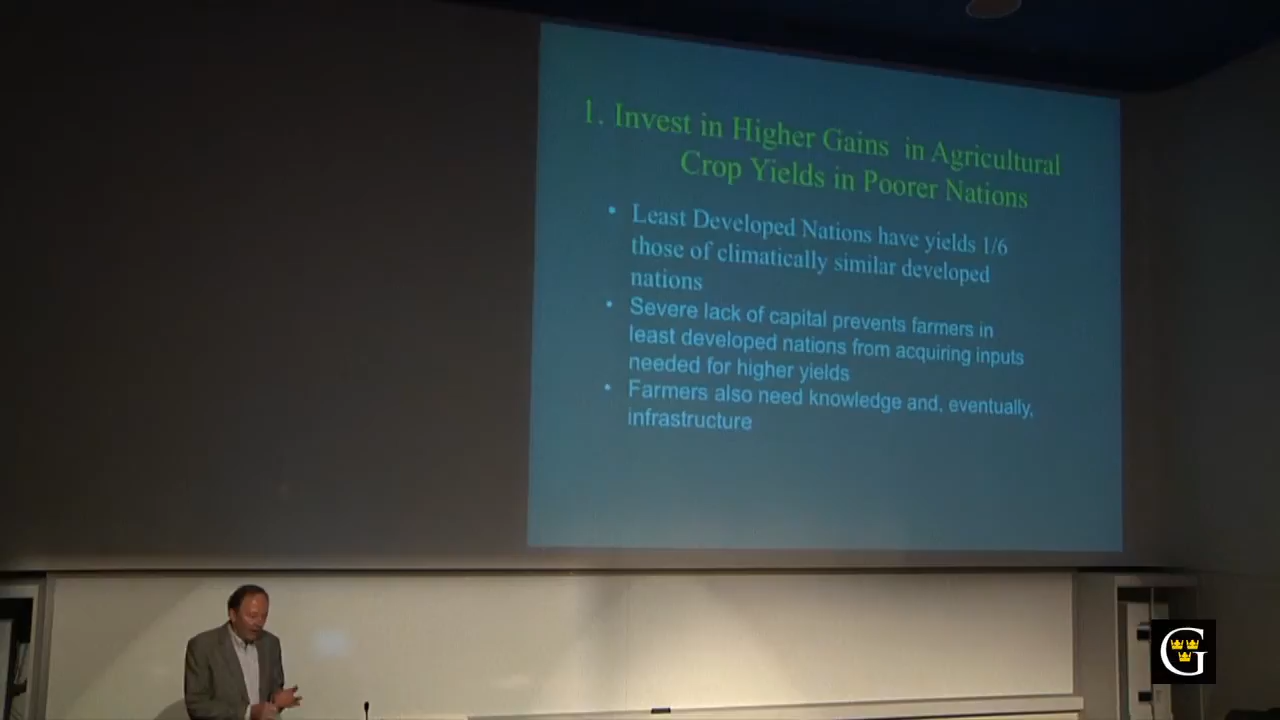 1. Invest in Higher Gains in Agricultural
Crop Yields in Poorer Nations
• Least Developed Nations have yields 1/6
those of climatically similar developed
nations
• Severe lack of capital prevents farmers in
least developed nations from acquiring inputs
needed for higher yields
• Farmers also need knowledge and, eventually,
infrastructure
G